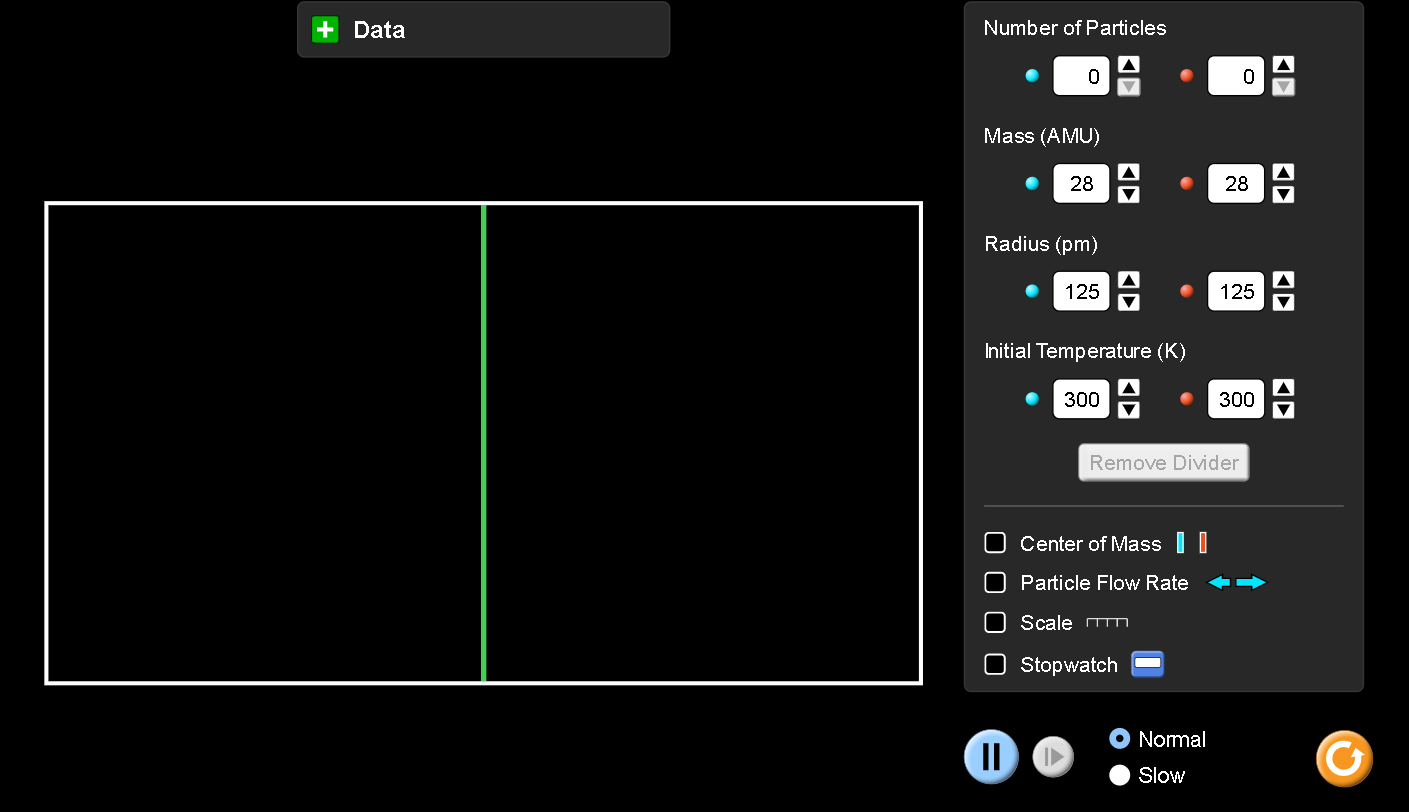 Data
Number of Particles
0 0
Mass (AMU)
28 28
Radius (pm)
125 125
Initial Temperature (K)
300 300
Remove Divider
Center of Mass
Particle Flow Rate
Scale
Stopwatch
Normal
Slow